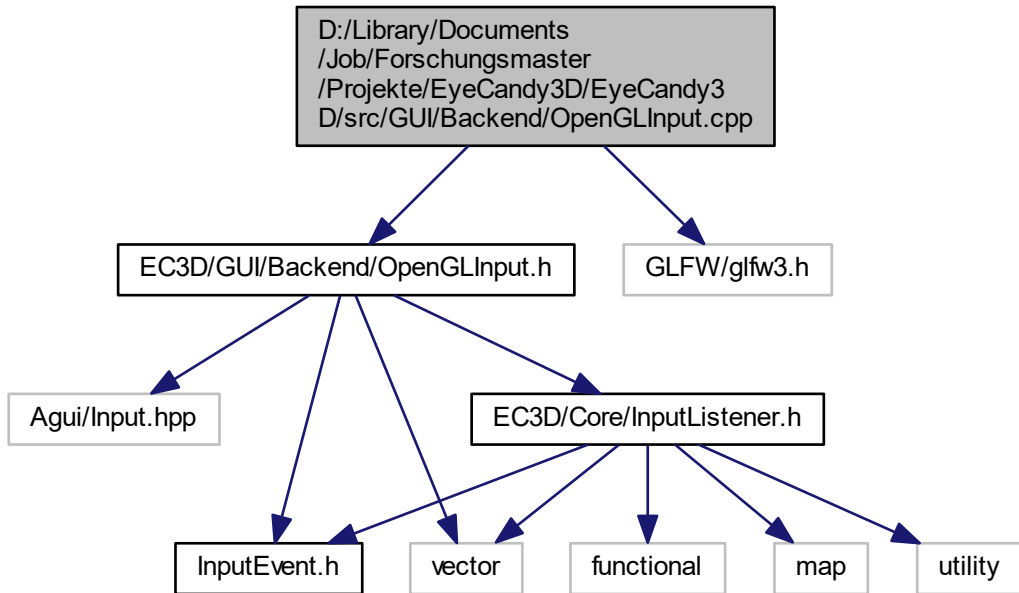 D:/Library/Documents
/Job/Forschungsmaster
/Projekte/EyeCandy3D/EyeCandy3
D/src/GUI/Backend/OpenGLInput.cpp
EC3D/GUI/Backend/OpenGLInput.h
GLFW/glfw3.h
Agui/Input.hpp
EC3D/Core/InputListener.h
InputEvent.h
vector
functional
map
utility